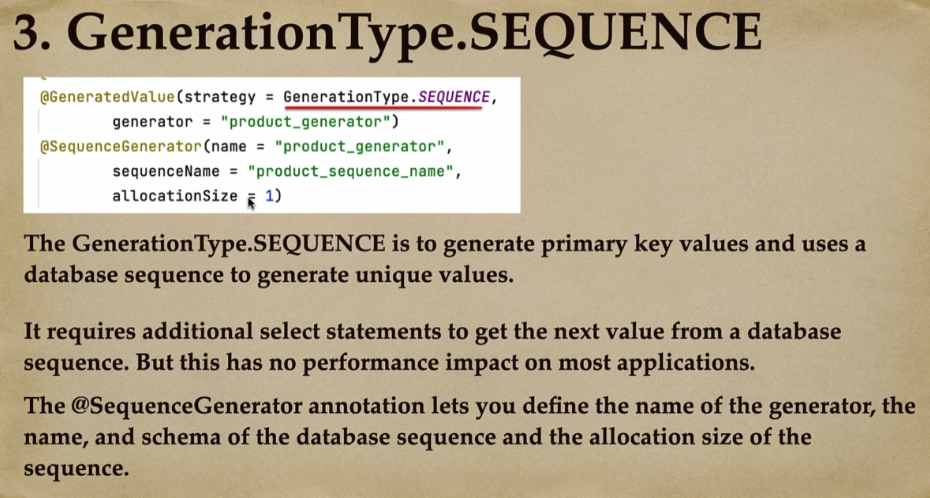 3. GenerationType.SEQUENCE
@GeneratedValue(strategy = GenerationType.SEQUENCE,
generator = "product_generator")
@SequenceGenerator(name = "product_generator",
sequenceName = "product_sequence_name",
allocationSize = 1)
The GenerationType.SEQUENCE is to generate primary key values and uses a
database sequence to generate unique values.
It requires additional select statements to get the next value from a database
sequence. But this has no performance impact on most applications.
The @SequenceGenerator annotation lets you define the name of the generator, the
name, and schema of the database sequence and the allocation size of the
sequence.